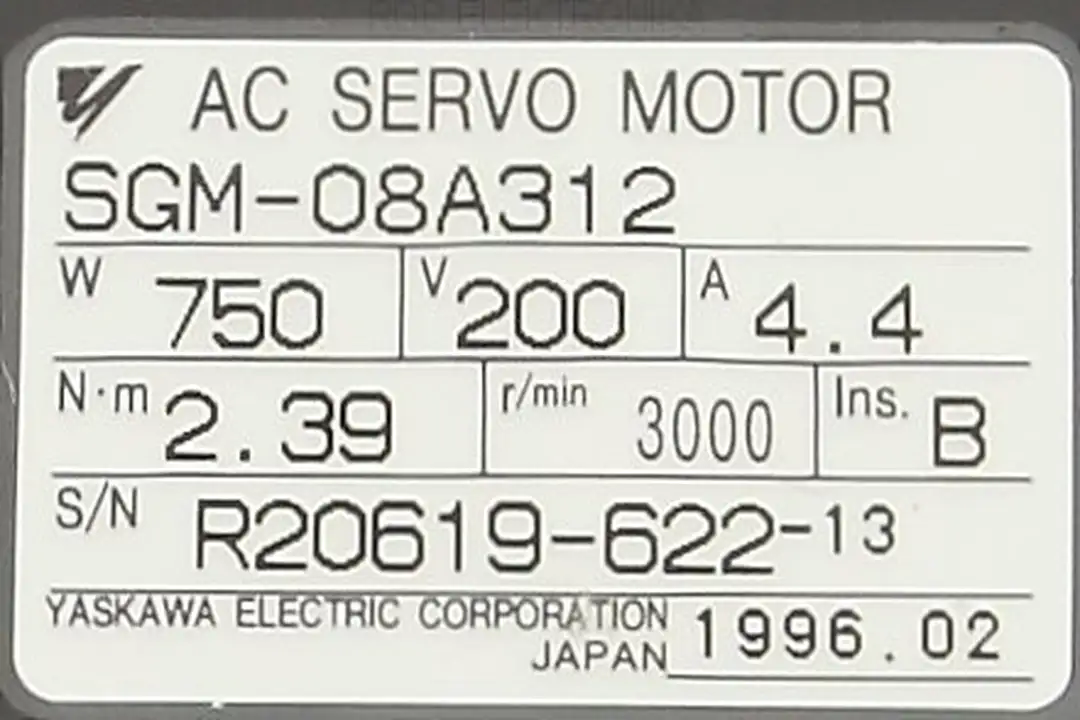 AC SERVO MOTOR
SGM-08A312
W 750 V 200 A 4.4
N·m 2.39 r/min 3000 Ins. B
S/N R20619-622-13
YASKAWA ELECTRIC CORPORATION
JAPAN 1996.02